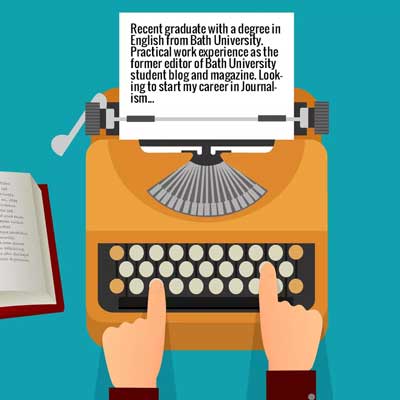 Recent graduate with a degree in
English from Bath University.
Practical work experience as the
former editor of Bath University
student blog and magazine. Look-
ing to start my career in Journal-
ism...